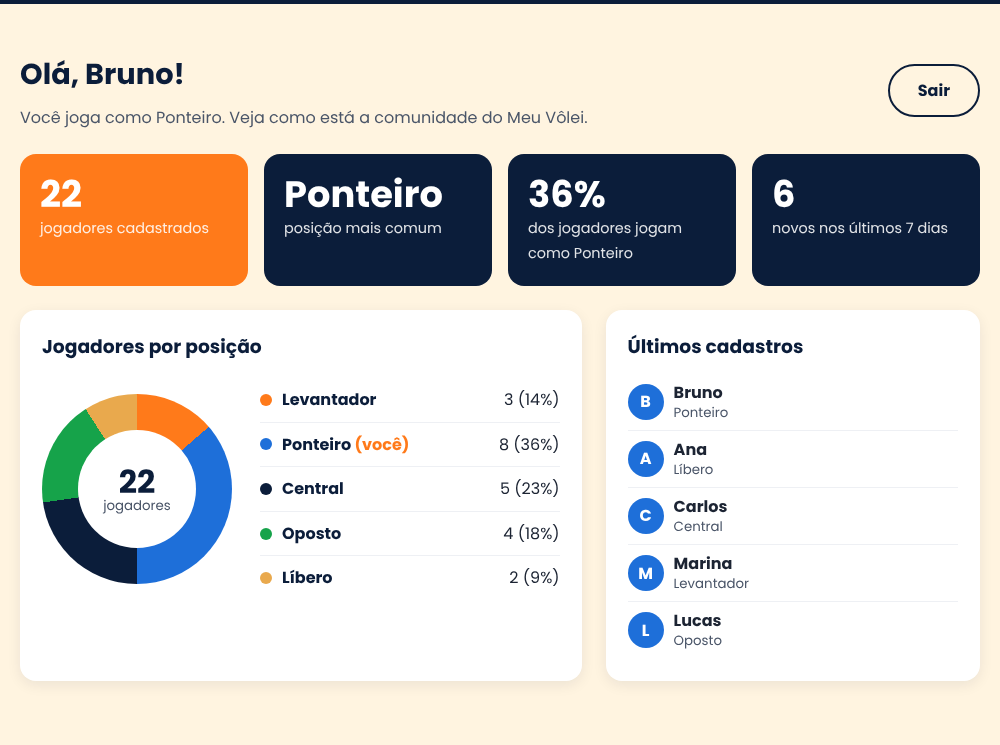 Olá, Bruno!
Você joga como Ponteiro. Veja como está a comunidade do Meu Vôlei.
Sair
22
jogadores cadastrados
Ponteiro
posição mais comum
36%
dos jogadores jogam
como Ponteiro
6
novos nos últimos 7 dias
Jogadores por posição
22
jogadores
Levantador 3 (14%)
Ponteiro (você) 8 (36%)
Central 5 (23%)
Oposto 4 (18%)
Líbero 2 (9%)
Últimos cadastros
B
Bruno
Ponteiro
A
Ana
Líbero
C
Carlos
Central
M
Marina
Levantador
L
Lucas
Oposto